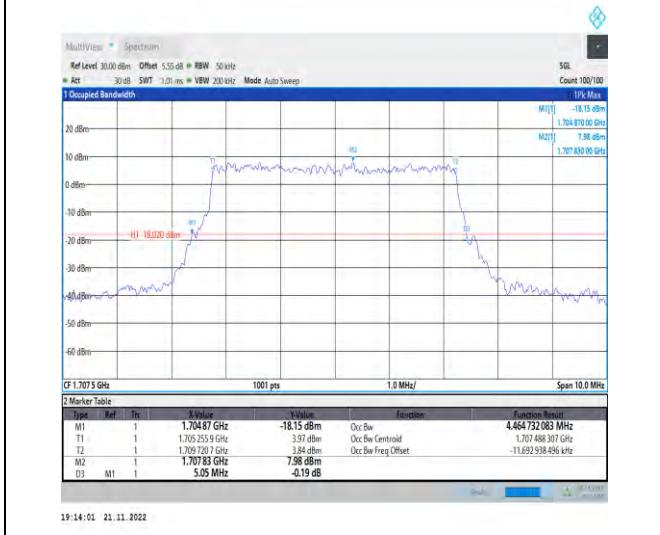 MultiView Spectrum
Ref Level 30.00 dBm Offset 5.55 dB RBW 50 kHz SGL
Att 30 dB SWT 1.01 ms VBW 200 kHz Mode Auto Sweep Count 100/100
1 Occupied Bandwidth 1Pk Max
M1[1] -18.15 dBm
1.704 870 00 GHz
M2[1] 7.98 dBm
1.707 830 00 GHz
20 dBm
M2
10 dBm
T1 T2
0 dBm
-10 dBm
M1
D3
H1 -18.020 dBm
-20 dBm
-30 dBm
-40 dBm
-50 dBm
-60 dBm
CF 1.707 5 GHz 1001 pts 1.0 MHz/ Span 10.0 MHz
2 Marker Table
Type Ref Trc X-Value Y-Value Function Function Result
M1 1 1.704 87 GHz -18.15 dBm Occ Bw 4.464 732 083 MHz
T1 1 1.705 255 9 GHz 3.97 dBm Occ Bw Centroid 1.707 488 307 GHz
T2 1 1.709 720 7 GHz 3.84 dBm Occ Bw Freq Offset -11.692 938 496 kHz
M2 1 1.707 83 GHz 7.98 dBm
D3 M1 1 5.05 MHz -0.19 dB
19:14:01 21.11.2022